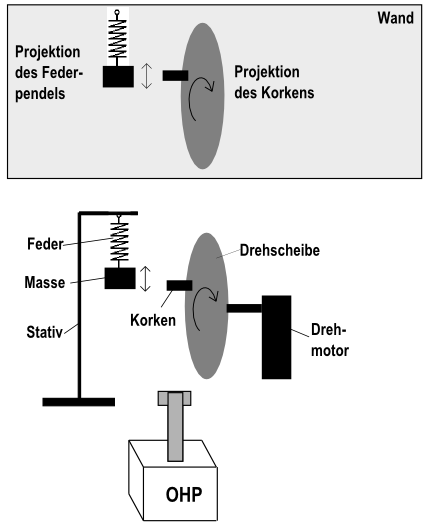 Wand
Projektion
des Feder-
pendels
Projektion
des Korkens
Feder
Masse
Stativ
Korken
Drehscheibe
Dreh-
motor
OHP